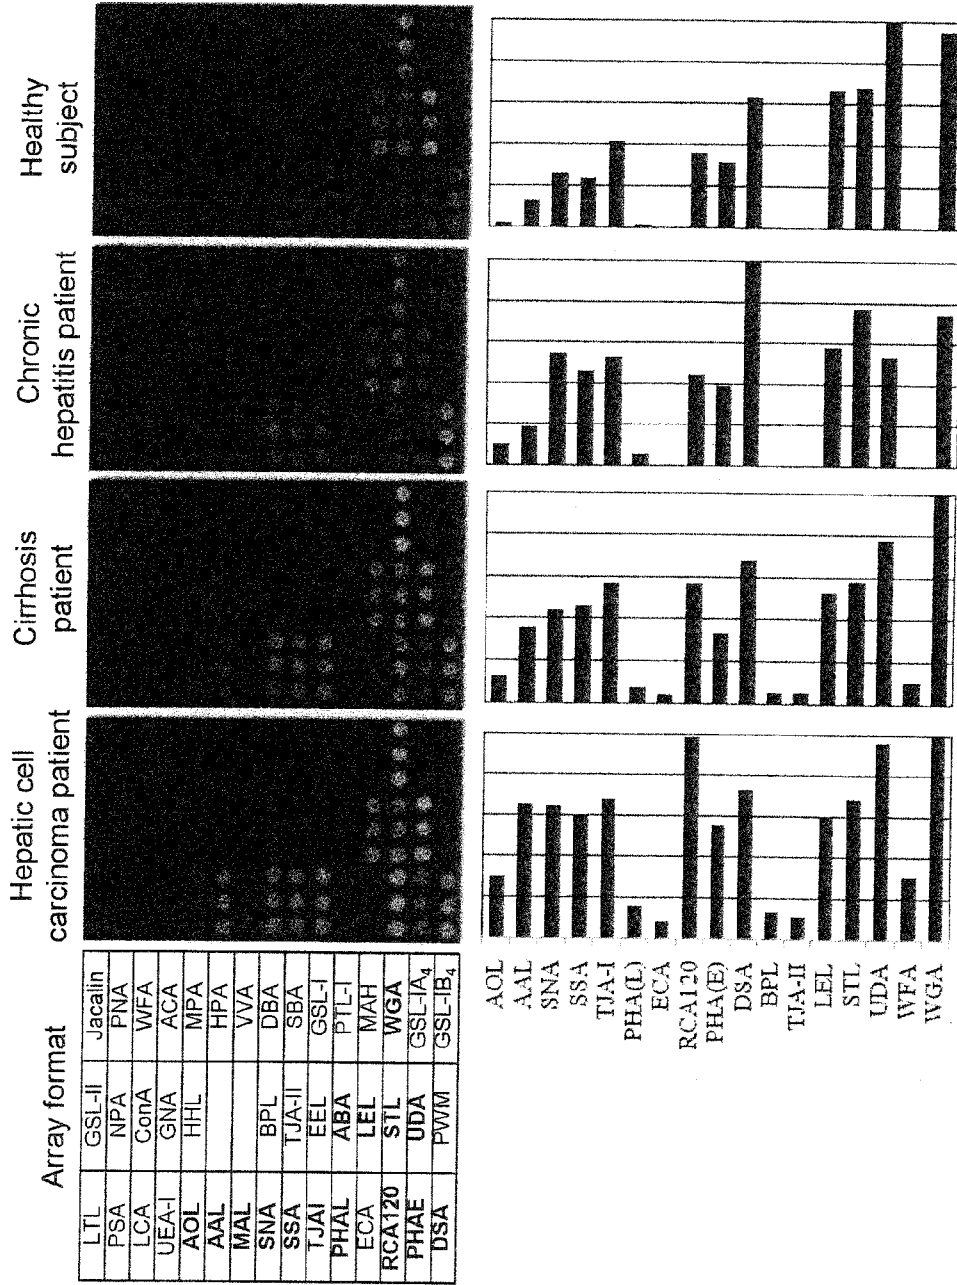 Array format
LTL GSL-II Jacalin
PSA NPA PNA
LCA ConA WFA
UEA-I GNA ACA
AOL HHL MPA
AAL HPA
MAL VVA
SNA BPL DBA
SSA TJA-II SBA
TJAI EEL GSL-I
PHAL ABA PTL-I
ECA LEL MAH
RCA120 STL WGA
PHAE UDA GSL-IA4
DSA PWM GSL-IB4
Hepatic cell
carcinoma patient
Cirrhosis
patient
Chronic
hepatitis patient
Healthy
subject
AOL
AAL
SNA
SSA
TJA-I
PHA(L)
ECA
RCA120
PHA(E)
DSA
BPL
TJA-II
LEL
STL
UDA
WFA
WGA